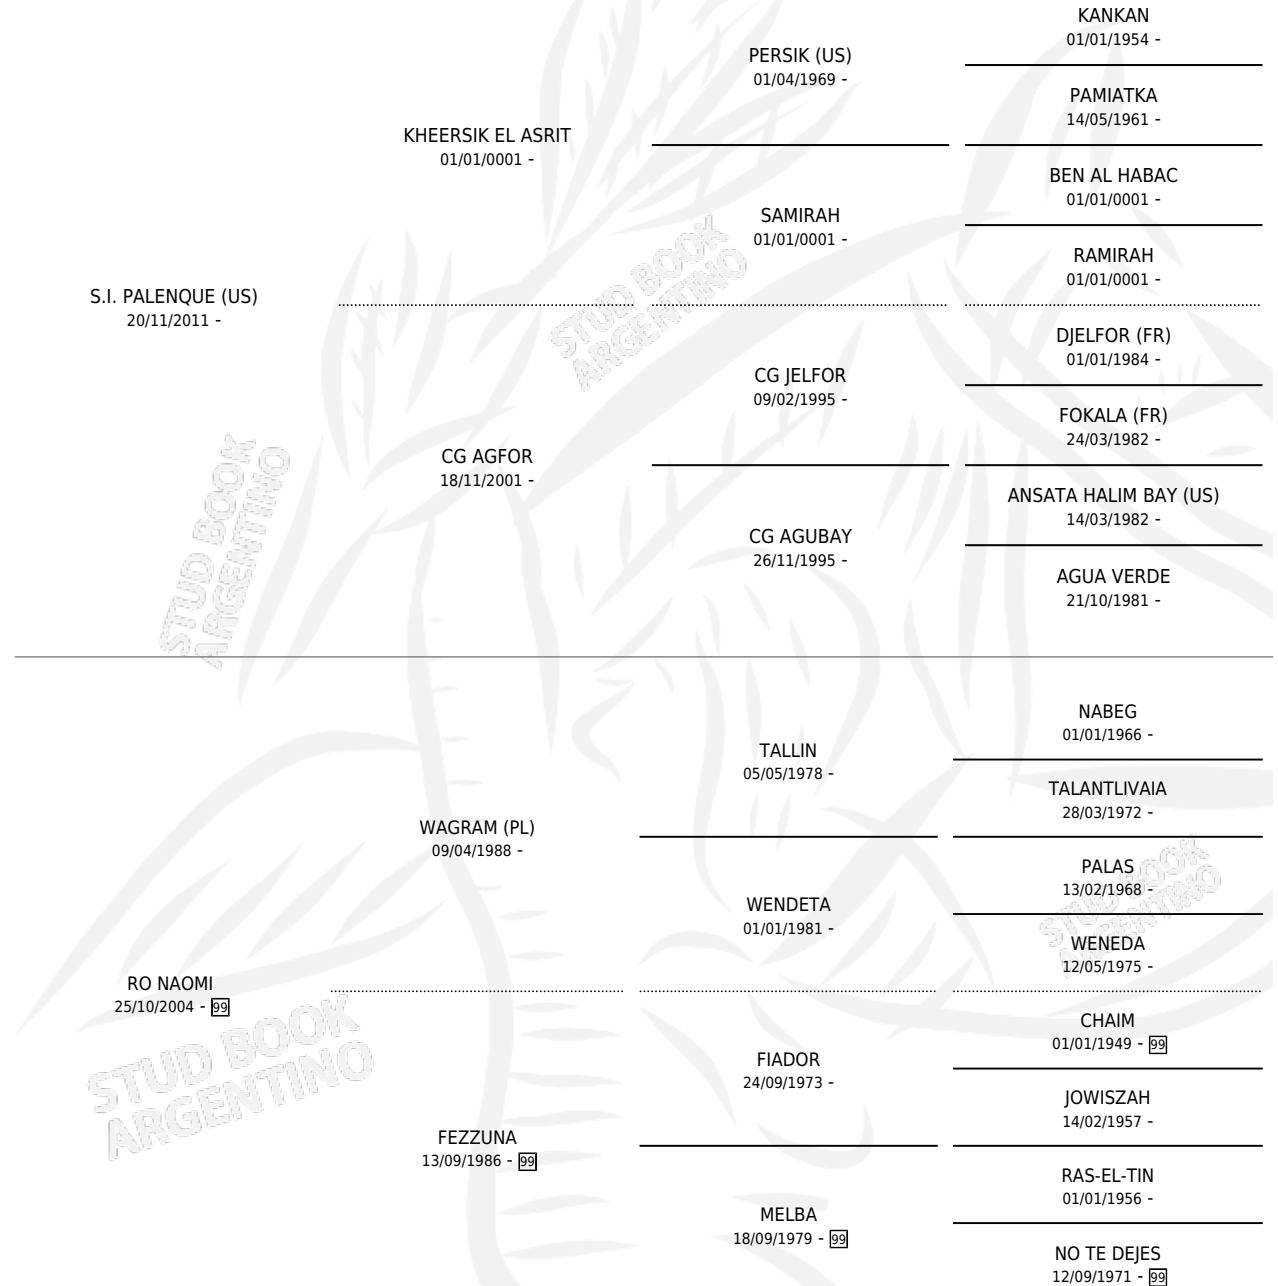 KANKAN
01/01/1954 -
PERSIK (US)
01/04/1969 -
PAMIATKA
14/05/1961 -
KHEERSIK EL ASRIT
01/01/0001 -
BEN AL HABAC
01/01/0001 -
SAMIRAH
01/01/0001 -
RAMIRAH
01/01/0001 -
S.I. PALENQUE (US)
20/11/2011 -
DJELFOR (FR)
01/01/1984 -
CG JELFOR
09/02/1995 -
FOKALA (FR)
24/03/1982 -
CG AGFOR
18/11/2001 -
ANSATA HALIM BAY (US)
14/03/1982 -
CG AGUBAY
26/11/1995 -
AGUA VERDE
21/10/1981 -
NABEG
01/01/1966 -
TALLIN
05/05/1978 -
TALANTLIVAIA
28/03/1972 -
WAGRAM (PL)
09/04/1988 -
PALAS
13/02/1968 -
WENDETA
01/01/1981 -
WENEDA
12/05/1975 -
RO NAOMI
25/10/2004 - 99
CHAIM
01/01/1949 - 99
FIADOR
24/09/1973 -
JOWISZAH
14/02/1957 -
FEZZUNA
13/09/1986 - 99
RAS-EL-TIN
01/01/1956 -
MELBA
18/09/1979 - 99
NO TE DEJES
12/09/1971 - 99
STUD BOOK
ARGENTINO
STUD BOOK
ARGENTINO
STUD BOOK
ARGENTINO
STUD BOOK
ARGENTINO